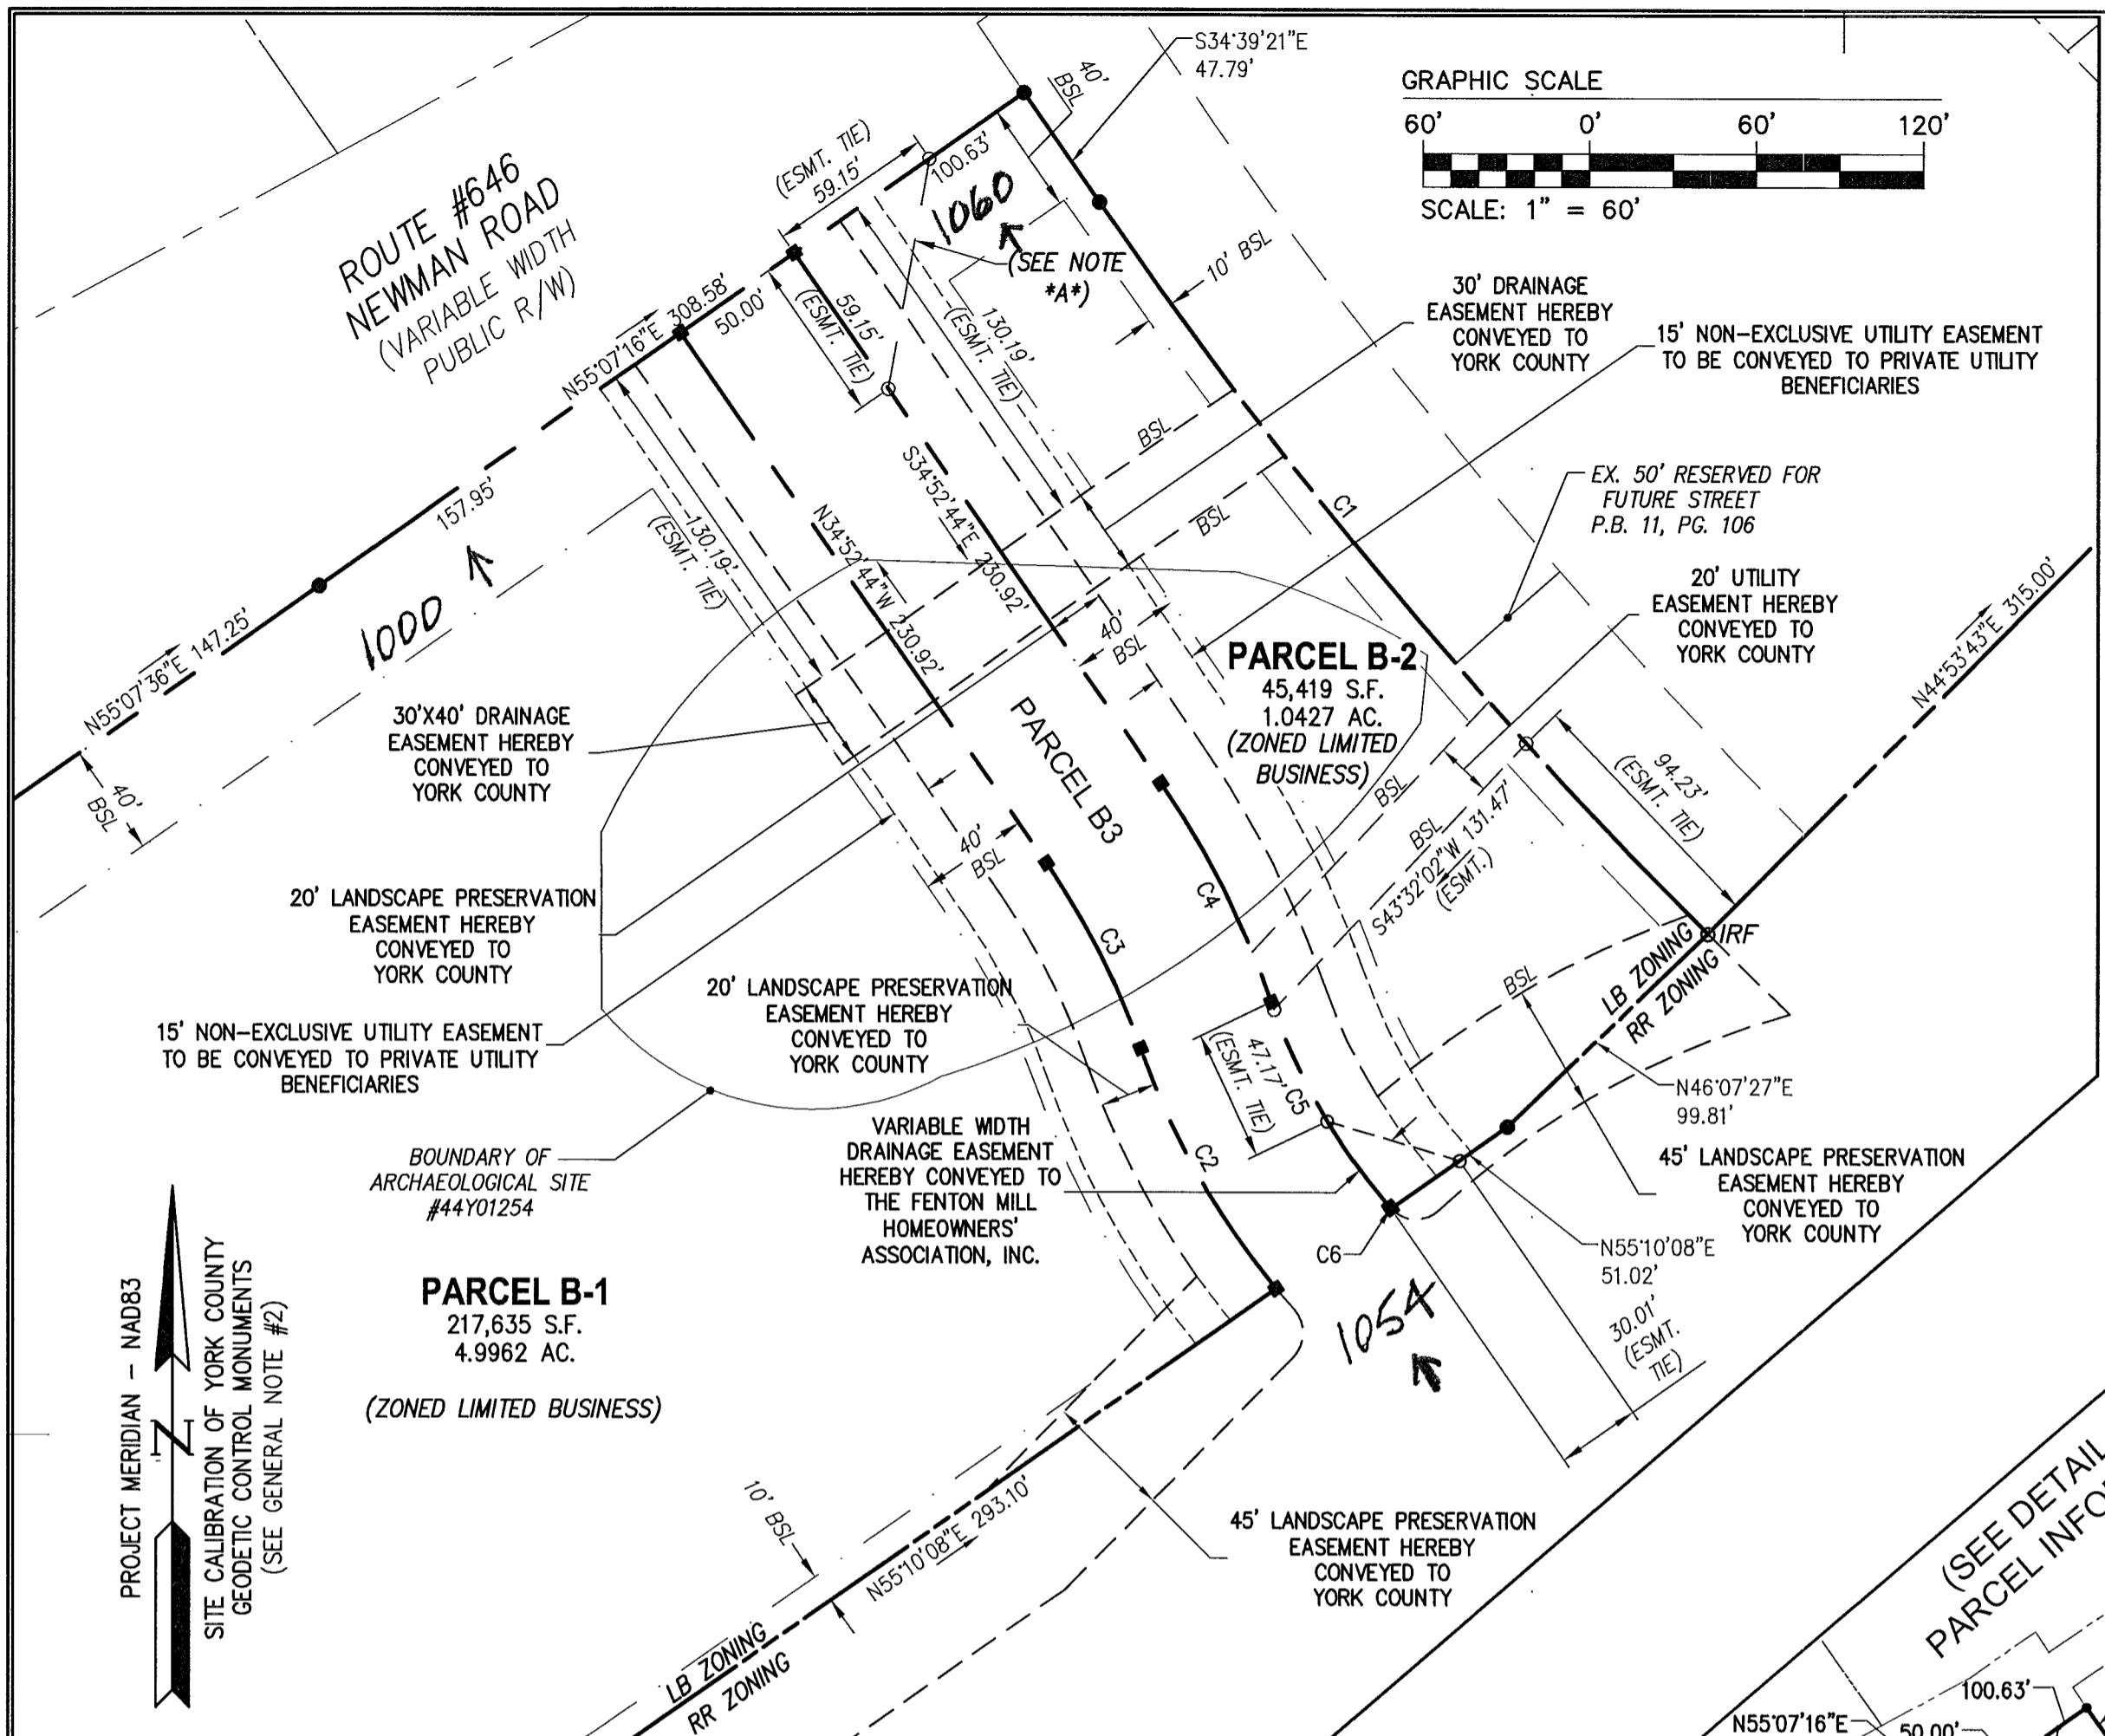 S34°39'21"E
47.79'
40'
BSL
GRAPHIC SCALE
60' 0' 60' 120'
SCALE: 1" = 60'
ROUTE #646
NEWMAN ROAD
(VARIABLE WIDTH
PUBLIC R/W)
(ESMT. TIE)
59.15'
100.63'
1060
(SEE NOTE
*A*)
10' BSL
N55°07'16"E 308.58'
50.00'
59.15'
(ESMT. TIE)
130.19'
(ESMT. TIE)
30' DRAINAGE
EASEMENT HEREBY
CONVEYED TO
YORK COUNTY
15' NON-EXCLUSIVE UTILITY EASEMENT
TO BE CONVEYED TO PRIVATE UTILITY
BENEFICIARIES
BSL
BSL
C1
EX. 50' RESERVED FOR
FUTURE STREET
P.B. 11, PG. 106
20' UTILITY
EASEMENT HEREBY
CONVEYED TO
YORK COUNTY
N44°53'43"E 315.00'
157.95'
130.19'
(ESMT. TIE)
S34°52'44"E 230.92'
N34°52'44"W 230.92'
1000
N55°07'36"E 147.25'
40'
BSL
40'
BSL
PARCEL B-2
45,419 S.F.
1.0427 AC.
(ZONED LIMITED
BUSINESS)
PARCEL B3
30'X40' DRAINAGE
EASEMENT HEREBY
CONVEYED TO
YORK COUNTY
94.23'
(ESMT. TIE)
BSL
BSL
S43°32'02"W 131.47'
(ESMT.)
40'
BSL
C4
C3
20' LANDSCAPE PRESERVATION
EASEMENT HEREBY
CONVEYED TO
YORK COUNTY
IRF
LB ZONING
RR ZONING
BSL
20' LANDSCAPE PRESERVATION
EASEMENT HEREBY
CONVEYED TO
YORK COUNTY
15' NON-EXCLUSIVE UTILITY EASEMENT
TO BE CONVEYED TO PRIVATE UTILITY
BENEFICIARIES
47.17'
(ESMT. TIE)
C5
N46°07'27"E
99.81'
BOUNDARY OF
ARCHAEOLOGICAL SITE
#44Y01254
VARIABLE WIDTH
DRAINAGE EASEMENT
HEREBY CONVEYED TO
THE FENTON MILL
HOMEOWNERS'
ASSOCIATION, INC.
C2
45' LANDSCAPE PRESERVATION
EASEMENT HEREBY
CONVEYED TO
YORK COUNTY
C6
N55°10'08"E
51.02'
30.01'
(ESMT.
TIE)
1054
PARCEL B-1
217,635 S.F.
4.9962 AC.
(ZONED LIMITED BUSINESS)
PROJECT MERIDIAN - NAD83
N
SITE CALIBRATION OF YORK COUNTY
GEODETIC CONTROL MONUMENTS
(SEE GENERAL NOTE #2)
10' BSL
N55°10'08"E 293.10'
45' LANDSCAPE PRESERVATION
EASEMENT HEREBY
CONVEYED TO
YORK COUNTY
LB ZONING
RR ZONING
(SEE DETAIL
PARCEL INFO
100.63'
N55°07'16"E
50.00'